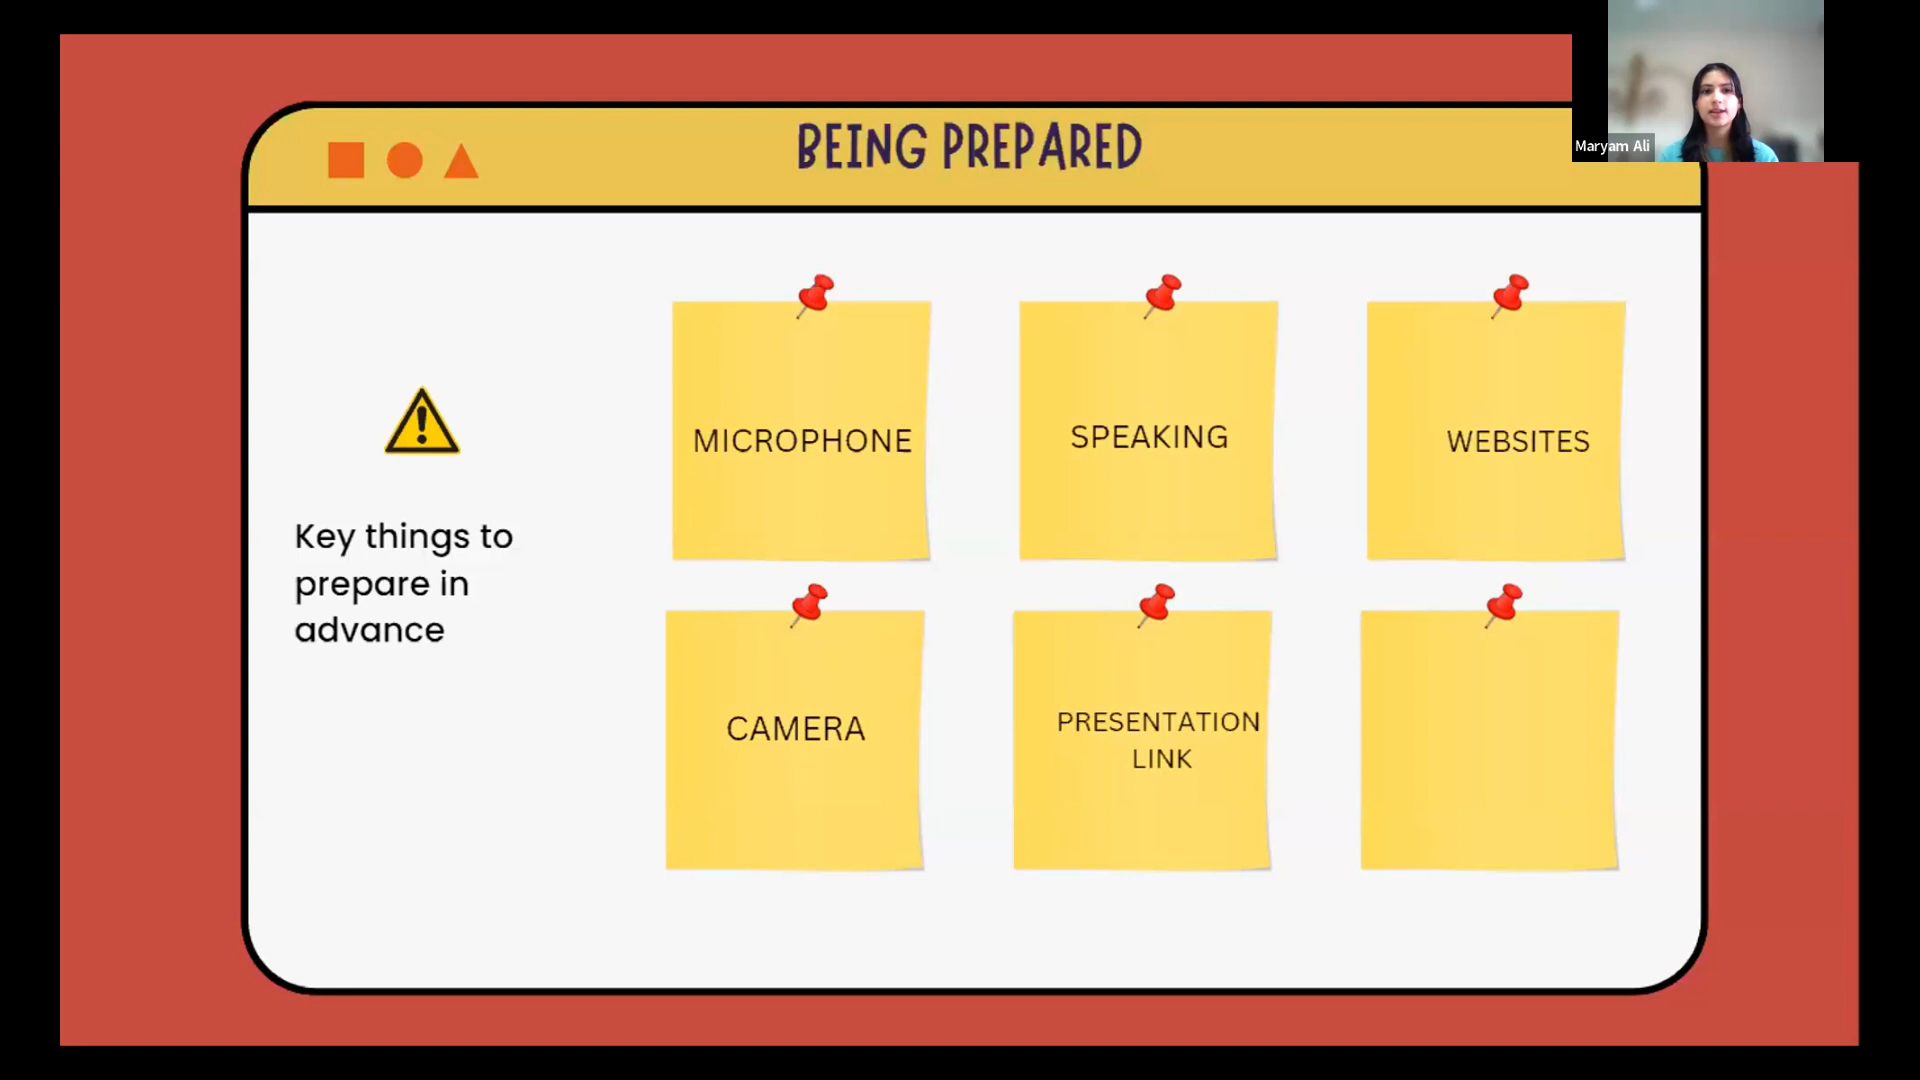 BEING PREPARED
Maryam Ali
Key things to
prepare in
advance
MICROPHONE
SPEAKING
WEBSITES
CAMERA
PRESENTATION
LINK